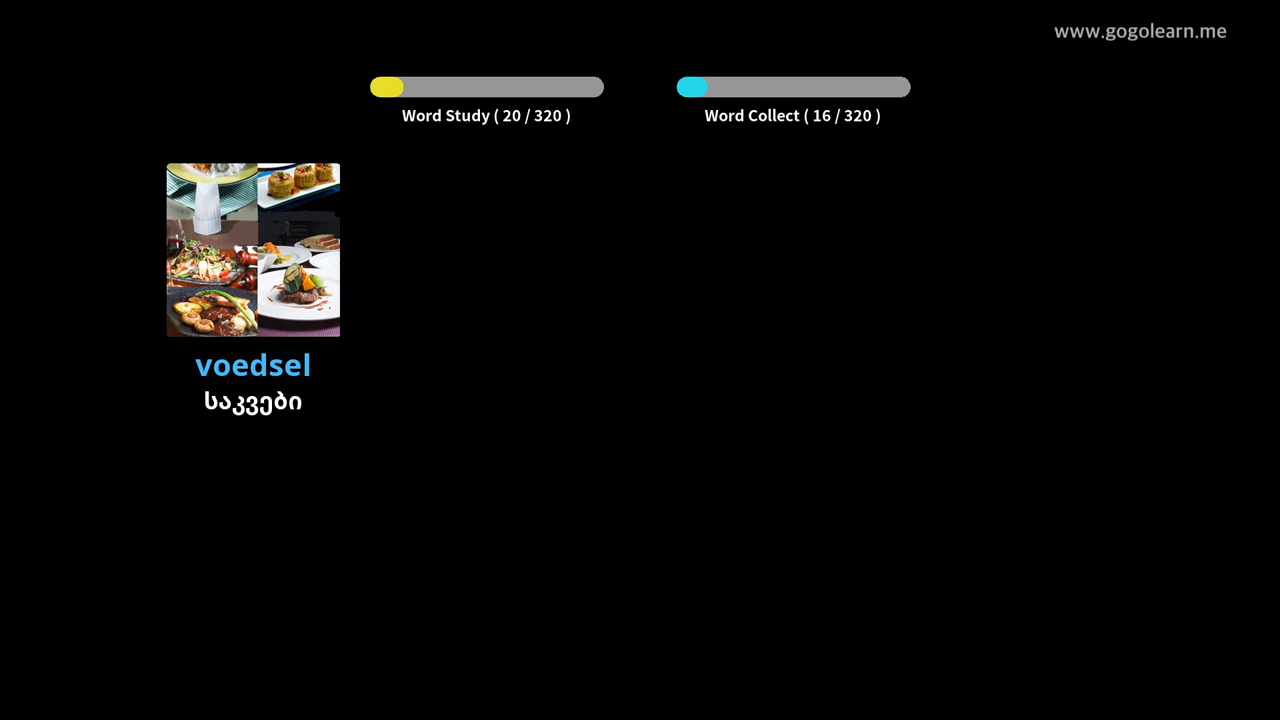 www.gogolearn.me
Word Study ( 20 / 320 )
Word Collect ( 16 / 320 )
voedsel
საკვები